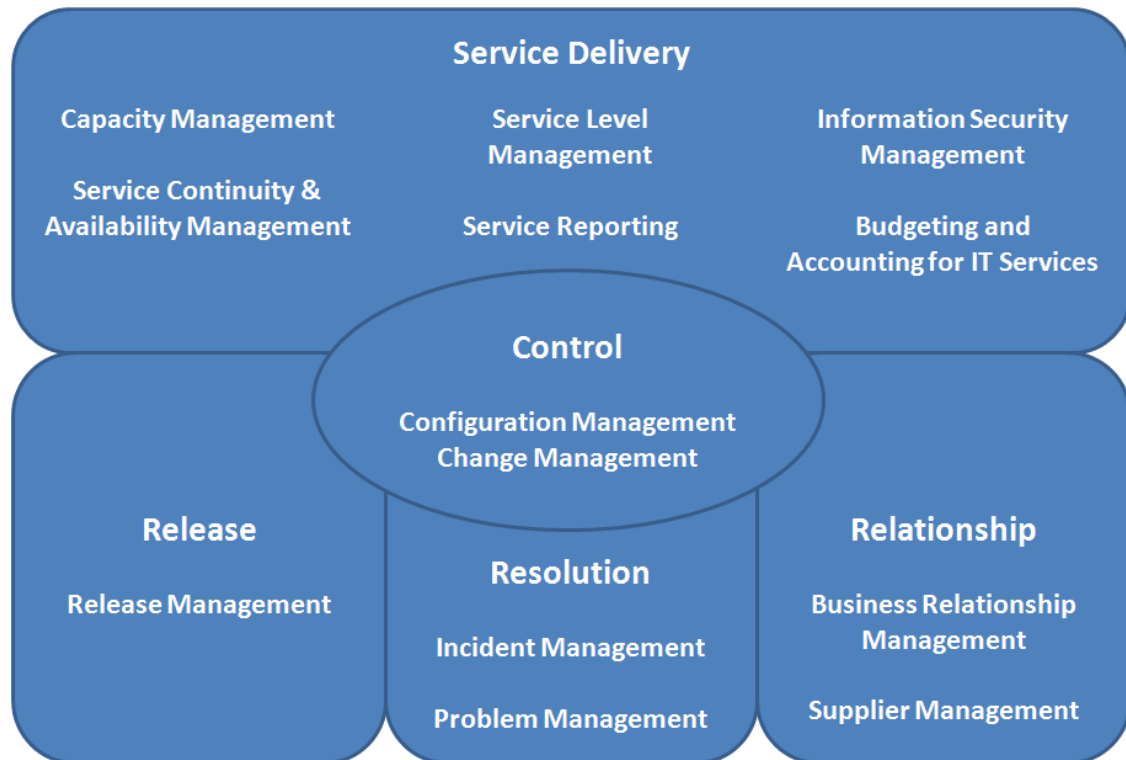 Service Delivery
Capacity Management
Service Continuity &
Availability Management
Service Level
Management
Service Reporting
Information Security
Management
Budgeting and
Accounting for IT Services
Control
Configuration Management
Change Management
Release
Release Management
Resolution
Incident Management
Problem Management
Relationship
Business Relationship
Management
Supplier Management